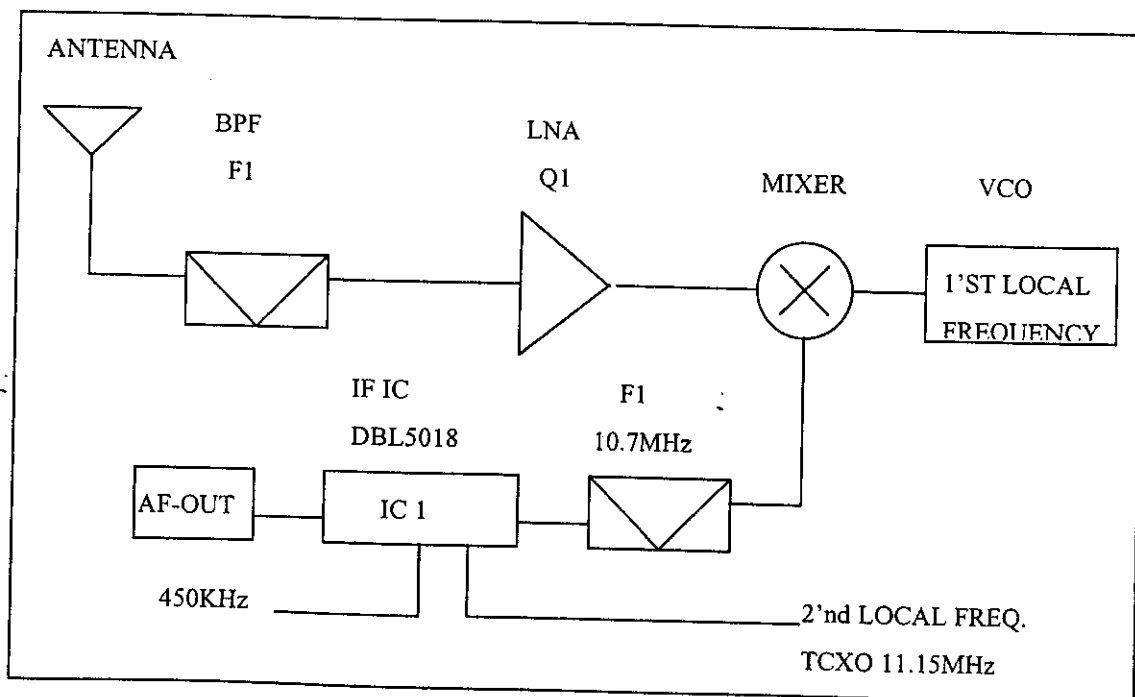 ANTENNA
BPF
F1
LNA
Q1
MIXER
VCO
1'ST LOCAL
FREQUENCY
IF IC
DBL5018
F1
10.7MHz
AF-OUT
IC 1
450KHz
2'nd LOCAL FREQ.
TCXO 11.15MHz